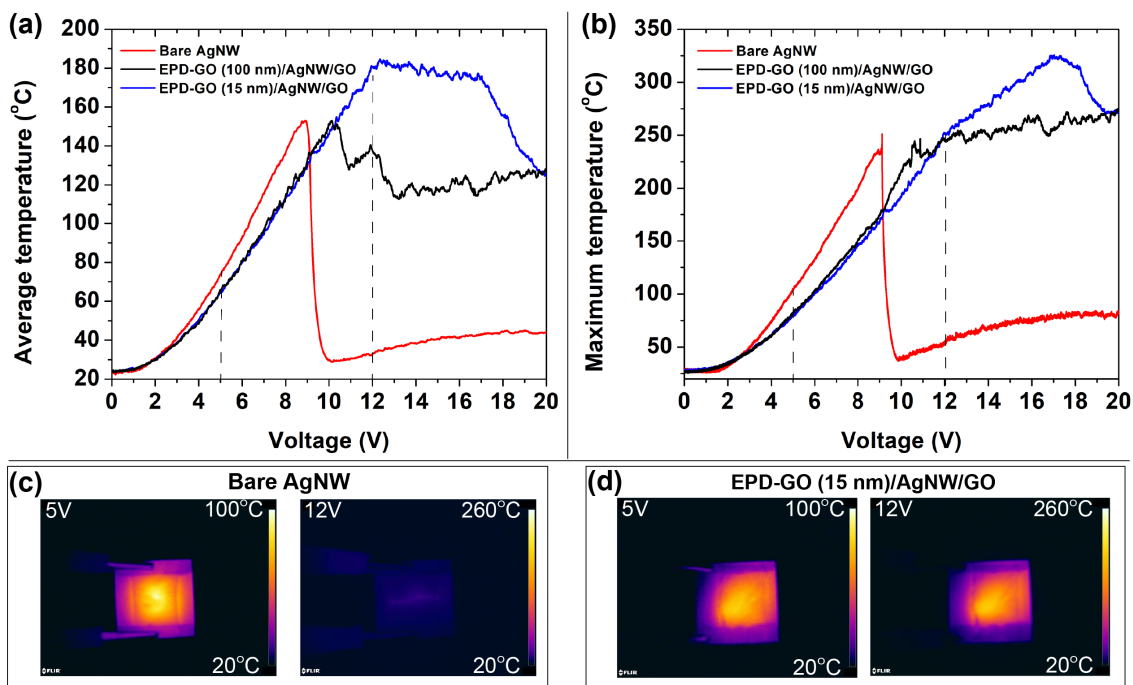 (a)
Bare AgNW
EPD-GO (100 nm)/AgNW/GO
EPD-GO (15 nm)/AgNW/GO
200
180
160
140
120
100
80
60
40
20
Average temperature (°C)
0 2 4 6 8 10 12 14 16 18 20
Voltage (V)
(b)
Bare AgNW
EPD-GO (100 nm)/AgNW/GO
EPD-GO (15 nm)/AgNW/GO
350
300
250
200
150
100
50
Maximum temperature (°C)
0 2 4 6 8 10 12 14 16 18 20
Voltage (V)
(c)
Bare AgNW
5V 100°C
20°C
FLIR
12V 260°C
20°C
FLIR
(d)
EPD-GO (15 nm)/AgNW/GO
5V 100°C
20°C
FLIR
12V 260°C
20°C
FLIR